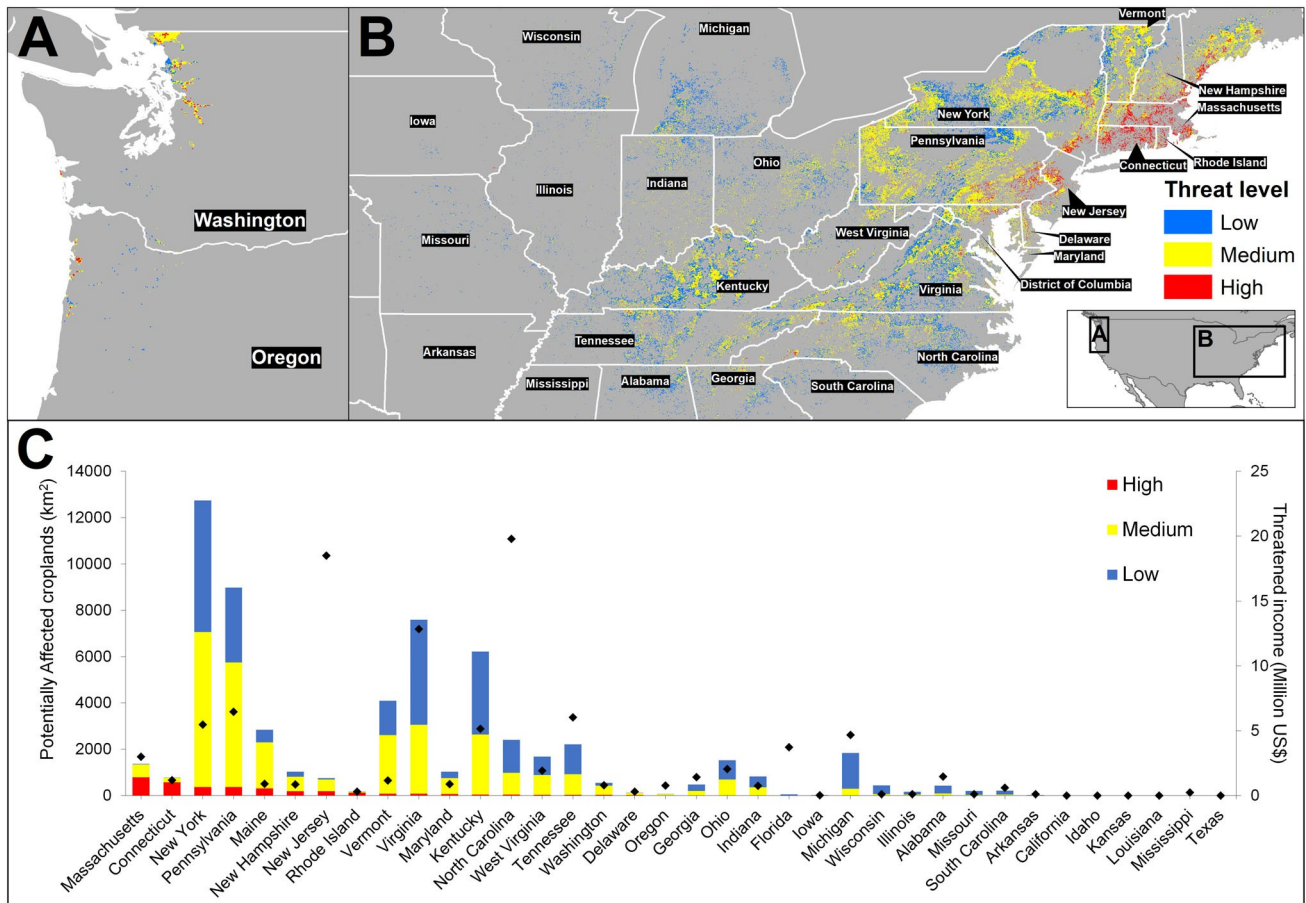 A
Washington
Oregon
B
Vermont
Wisconsin
Michigan
New Hampshire
Massachusetts
Iowa
New York
Pennsylvania
Ohio
Connecticut
Rhode Island
Illinois
Indiana
Threat level
New Jersey
Low
Missouri
West Virginia
Delaware
Medium
Maryland
Kentucky
Virginia
District of Columbia
High
Tennessee
Arkansas
North Carolina
Mississippi
Alabama
Georgia
South Carolina
A
B
C
Potentially Affected croplands (km²)
14000
12000
10000
8000
6000
4000
2000
0
High
Medium
Low
25
20
15
10
5
0
Threatened income (Million US$)
Massachusetts
Connecticut
New York
Pennsylvania
Maine
New Hampshire
New Jersey
Rhode Island
Vermont
Virginia
Maryland
Kentucky
North Carolina
West Virginia
Tennessee
Washington
Delaware
Oregon
Georgia
Ohio
Indiana
Florida
Iowa
Michigan
Wisconsin
Illinois
Alabama
Missouri
South Carolina
Arkansas
California
Idaho
Kansas
Louisiana
Mississippi
Texas